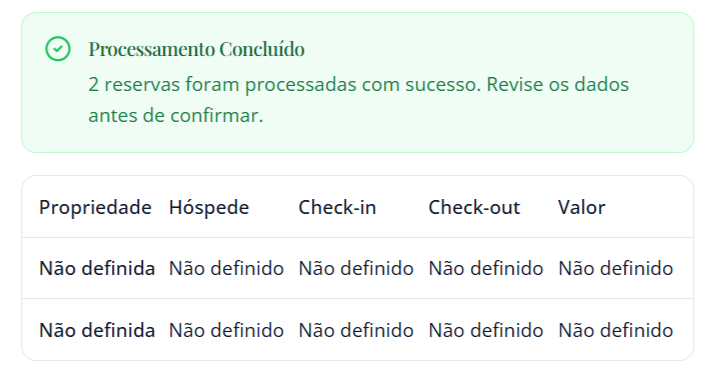 Processamento Concluído
2 reservas foram processadas com sucesso. Revise os dados
antes de confirmar.
Propriedade Hóspede Check-in Check-out Valor
Não definida Não definido Não definido Não definido Não definido
Não definida Não definido Não definido Não definido Não definido